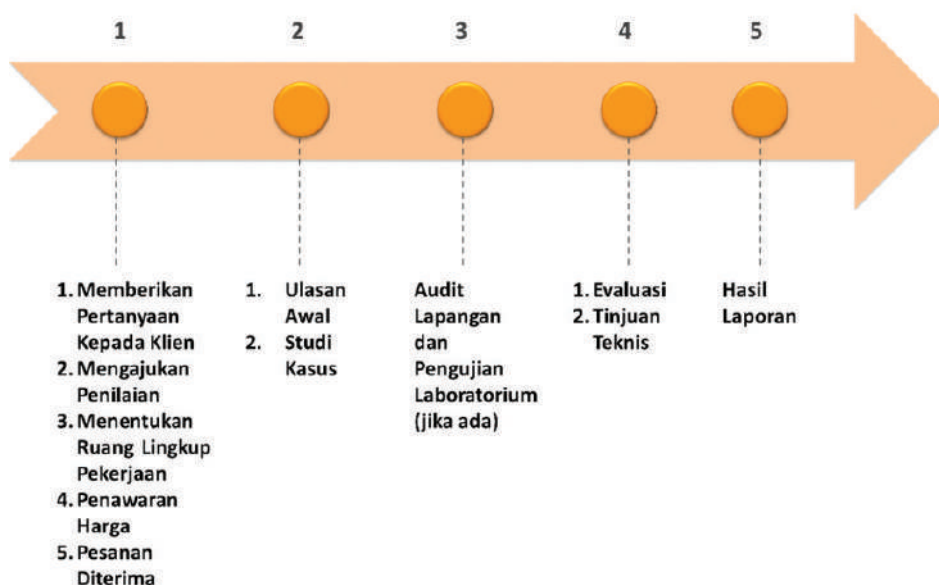 1
2
3
4
5
1. Memberikan
Pertanyaan
Kepada Klien
2. Mengajukan
Penilaian
3. Menentukan
Ruang Lingkup
Pekerjaan
4. Penawaran
Harga
5. Pesanan
Diterima
1. Ulasan
Awal
2. Studi
Kasus
Audit
Lapangan
dan
Pengujian
Laboratorium
(jika ada)
1. Evaluasi
2. Tinjuan
Teknis
Hasil
Laporan